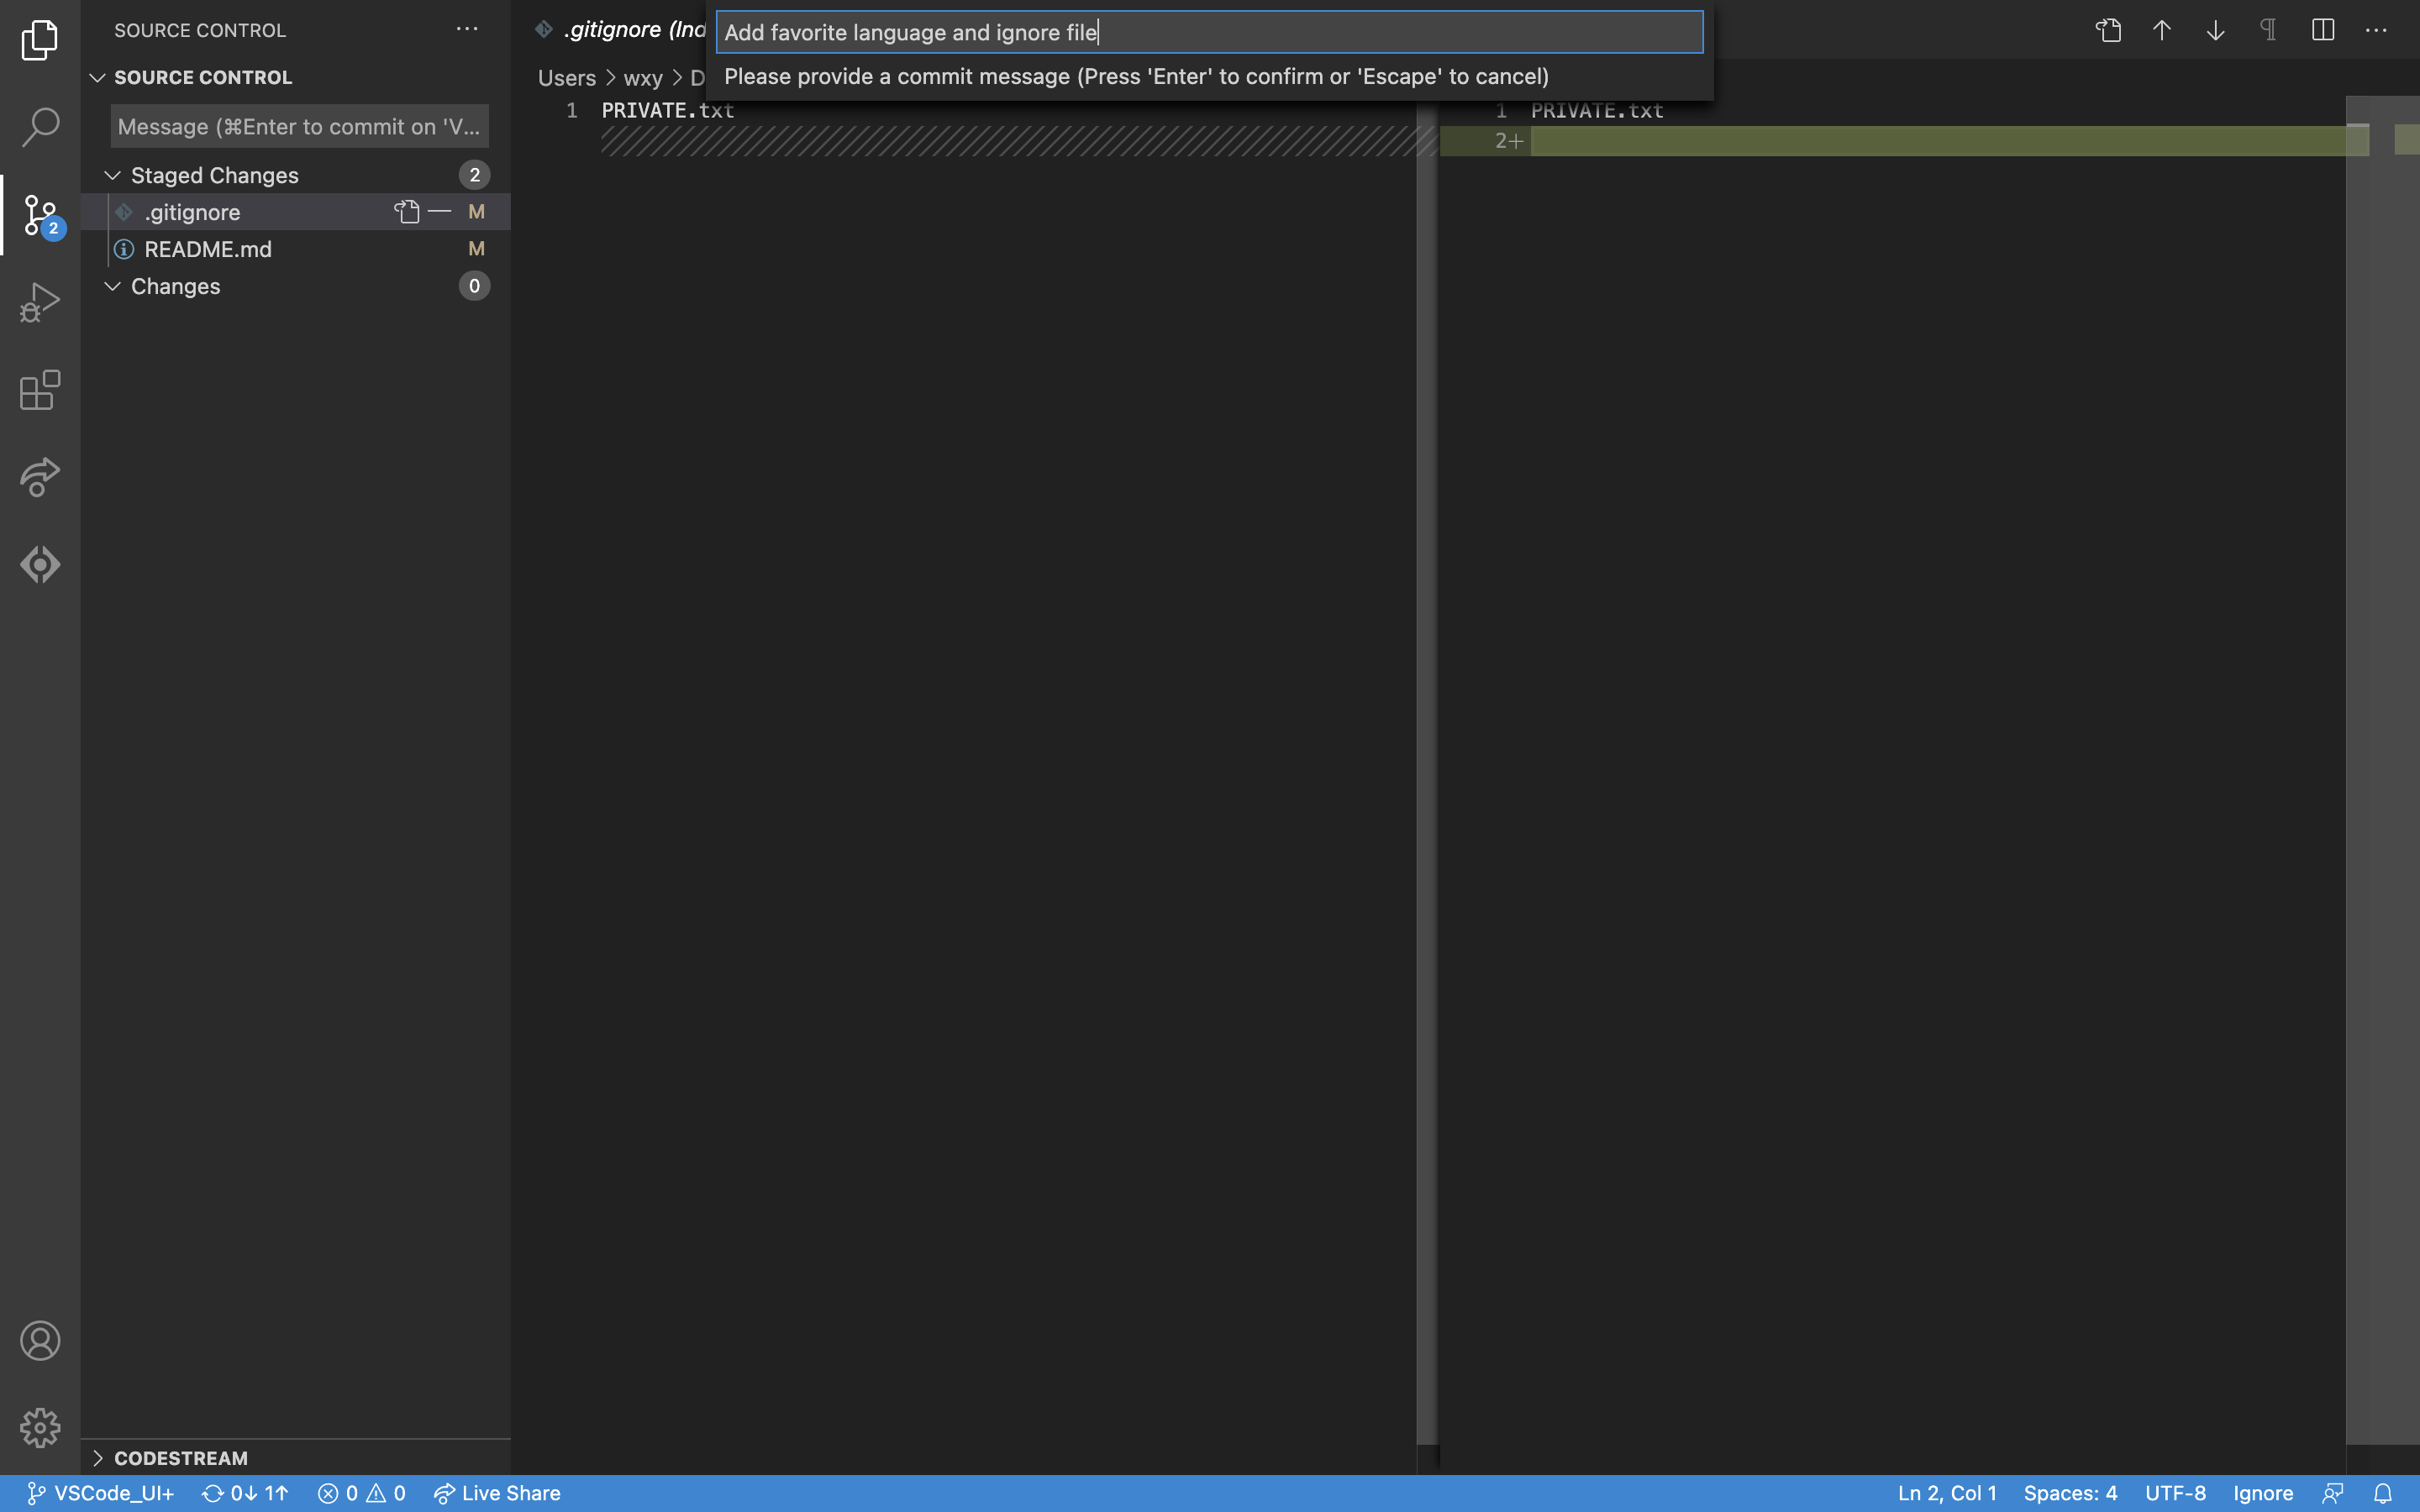 SOURCE CONTROL
SOURCE CONTROL
Message (⌘Enter to commit on 'V...
Staged Changes 2
.gitignore M
README.md M
Changes 0
2
CODESTREAM
.gitignore (Ind
Add favorite language and ignore file
Please provide a commit message (Press 'Enter' to confirm or 'Escape' to cancel)
Users > wxy > D
1 PRIVATE.txt
1 PRIVATE.txt
2+
VSCode_UI+ 0↓ 1↑ 0 0 Live Share
Ln 2, Col 1 Spaces: 4 UTF-8 Ignore